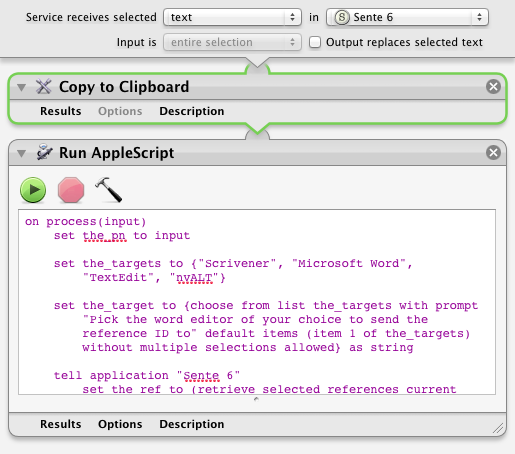 Service receives selected text in S Sente 6
Input is entire selection Output replaces selected text
Copy to Clipboard
Results Options Description
Run AppleScript
on process(input)
set the_pn to input
set the_targets to {"Scrivener", "Microsoft Word",
"TextEdit", "nvALT"}
set the_target to {choose from list the_targets with prompt
"Pick the word editor of your choice to send the
reference ID to" default items (item 1 of the_targets)
without multiple selections allowed} as string
tell application "Sente 6"
set the ref to (retrieve selected references current
Results Options Description